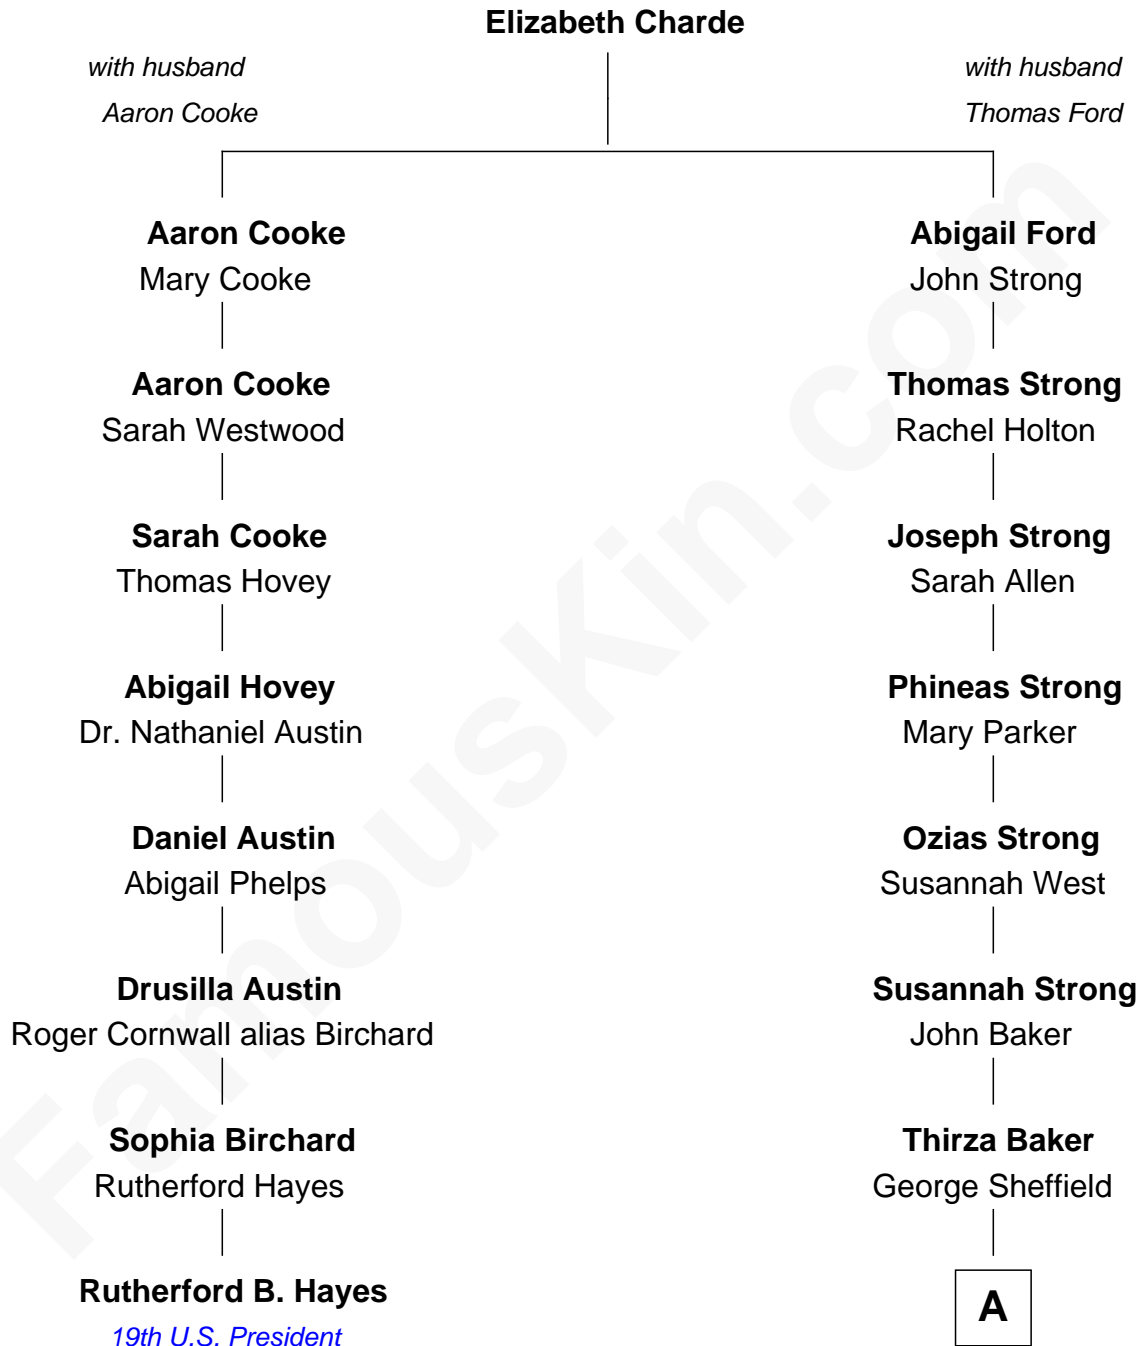 Elizabeth Charde
with husband
Aaron Cooke
with husband
Thomas Ford
Aaron Cooke
Mary Cooke
Abigail Ford
John Strong
Aaron Cooke
Sarah Westwood
Thomas Strong
Rachel Holton
Sarah Cooke
Thomas Hovey
Joseph Strong
Sarah Allen
Abigail Hovey
Dr. Nathaniel Austin
Phineas Strong
Mary Parker
Daniel Austin
Abigail Phelps
Ozias Strong
Susannah West
Drusilla Austin
Roger Cornwall alias Birchard
Susannah Strong
John Baker
Sophia Birchard
Rutherford Hayes
Thirza Baker
George Sheffield
Rutherford B. Hayes
19th U.S. President
A
FamousKin.com